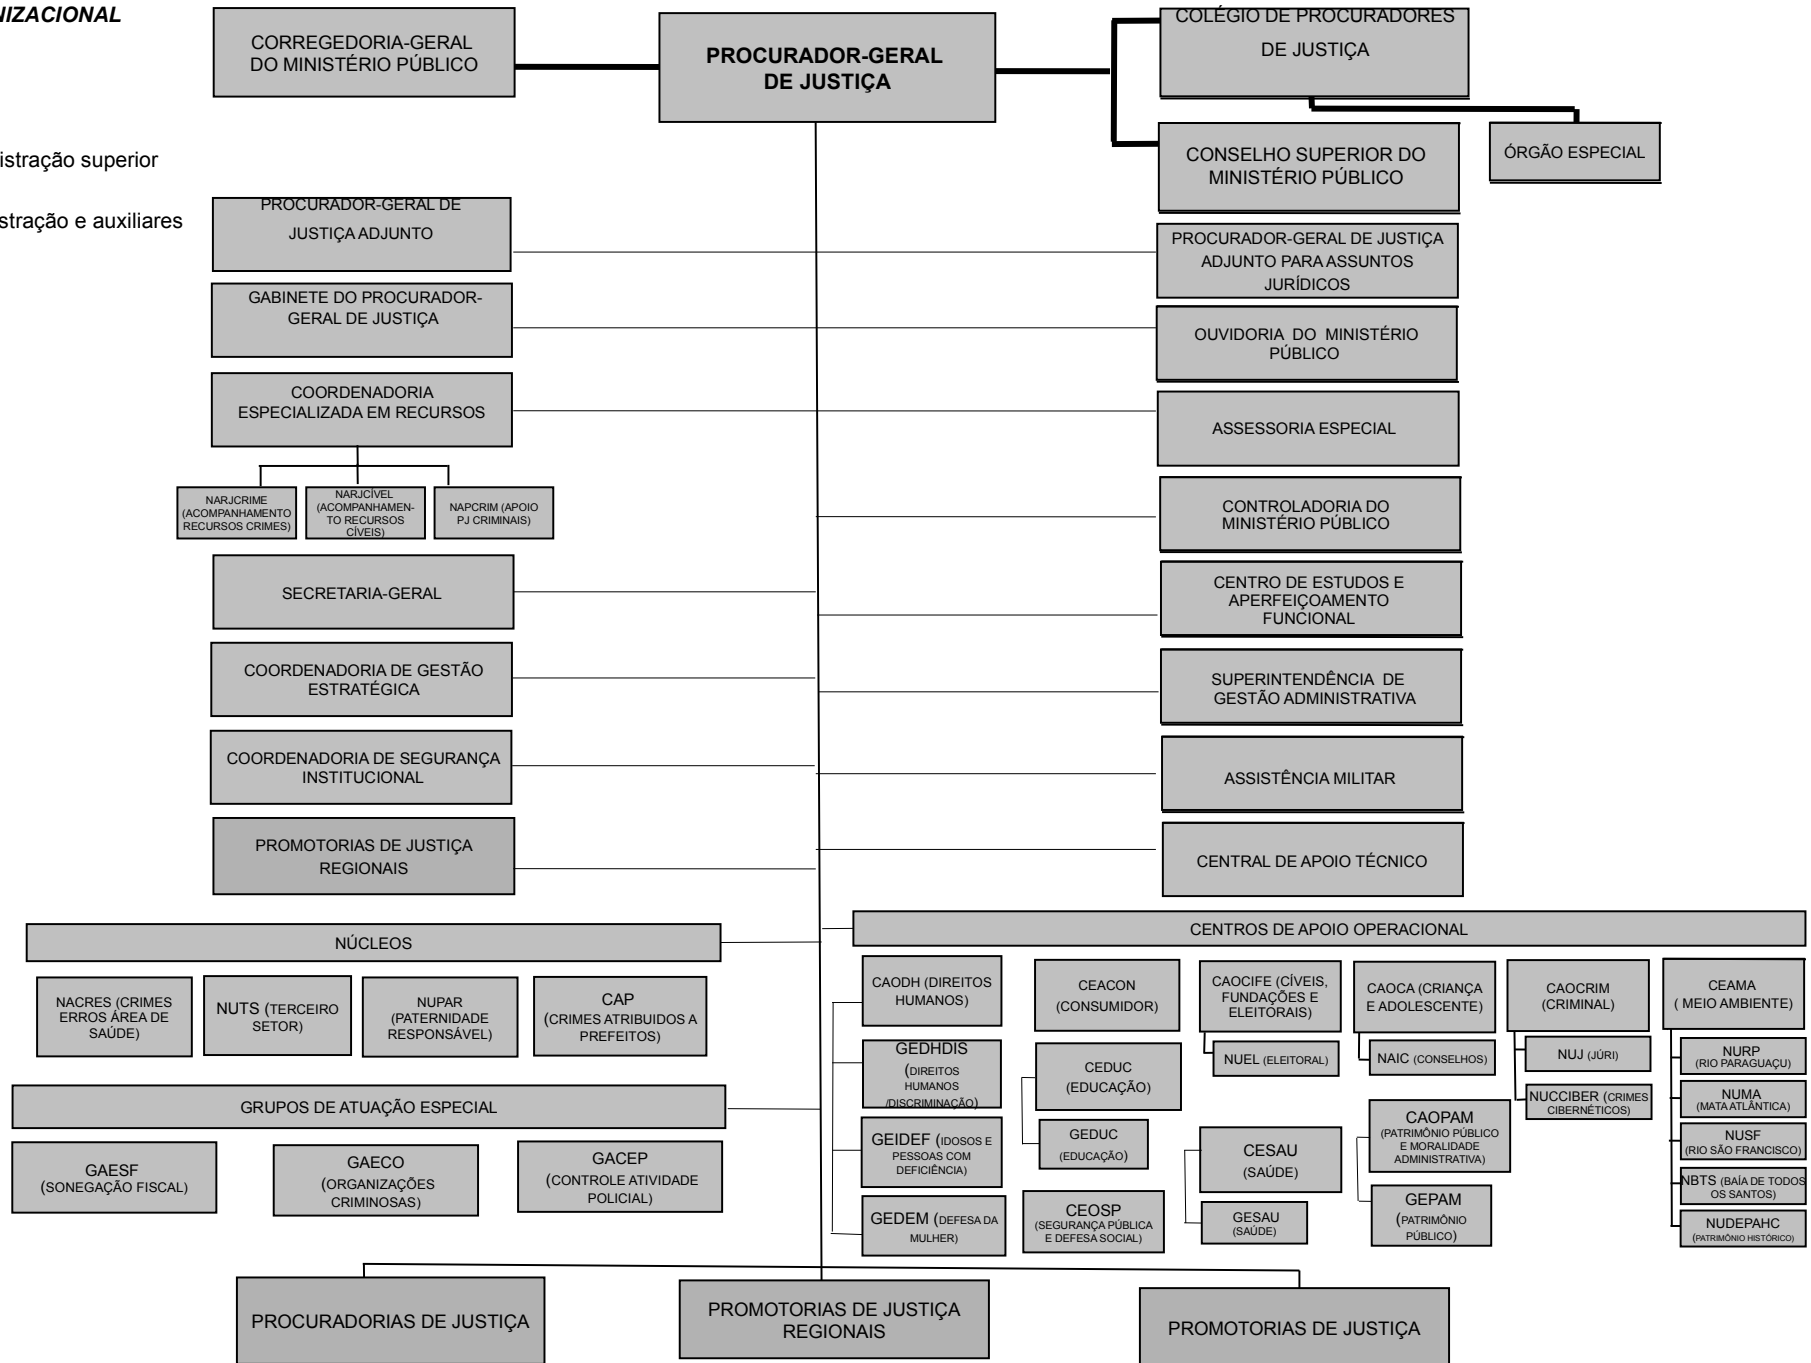 NIZACIONAL
CORREGEDORIA-GERAL
DO MINISTÉRIO PÚBLICO
PROCURADOR-GERAL
DE JUSTIÇA
COLÉGIO DE PROCURADORES
DE JUSTIÇA
CONSELHO SUPERIOR DO
MINISTÉRIO PÚBLICO
ÓRGÃO ESPECIAL
istração superior
stração e auxiliares
PROCURADOR-GERAL DE
JUSTIÇA ADJUNTO
PROCURADOR-GERAL DE JUSTIÇA
ADJUNTO PARA ASSUNTOS
JURÍDICOS
GABINETE DO PROCURADOR-
GERAL DE JUSTIÇA
OUVIDORIA DO MINISTÉRIO
PÚBLICO
COORDENADORIA
ESPECIALIZADA EM RECURSOS
ASSESSORIA ESPECIAL
NARJCRIME
(ACOMPANHAMENTO
RECURSOS CRIMES)
NARJCÍVEL
(ACOMPANHAMEN-
TO RECURSOS
CÍVEIS)
NAPCRIM (APOIO
PJ CRIMINAIS)
CONTROLADORIA DO
MINISTÉRIO PÚBLICO
SECRETARIA-GERAL
CENTRO DE ESTUDOS E
APERFEIÇOAMENTO
FUNCIONAL
COORDENADORIA DE GESTÃO
ESTRATÉGICA
SUPERINTENDÊNCIA DE
GESTÃO ADMINISTRATIVA
COORDENADORIA DE SEGURANÇA
INSTITUCIONAL
ASSISTÊNCIA MILITAR
PROMOTORIAS DE JUSTIÇA
REGIONAIS
CENTRAL DE APOIO TÉCNICO
NÚCLEOS
NACRES (CRIMES
ERROS ÁREA DE
SAÚDE)
NUTS (TERCEIRO
SETOR)
NUPAR
(PATERNIDADE
RESPONSÁVEL)
CAP
(CRIMES ATRIBUIDOS A
PREFEITOS)
GRUPOS DE ATUAÇÃO ESPECIAL
GAESF
(SONEGAÇÃO FISCAL)
GAECO
(ORGANIZAÇÕES
CRIMINOSAS)
GACEP
(CONTROLE ATIVIDADE
POLICIAL)
CENTROS DE APOIO OPERACIONAL
CAODH (DIREITOS
HUMANOS)
GEDHDIS
(DIREITOS
HUMANOS
/DISCRIMINAÇÃO)
GEIDEF (IDOSOS E
PESSOAS COM
DEFICIÊNCIA)
GEDEM (DEFESA DA
MULHER)
CEACON
(CONSUMIDOR)
CEDUC
(EDUCAÇÃO)
GEDUC
(EDUCAÇÃO)
CEOSP
(SEGURANÇA PÚBLICA
E DEFESA SOCIAL)
CAOCIFE (CÍVEIS,
FUNDAÇÕES E
ELEITORAIS)
NUEL (ELEITORAL)
CESAU
(SAÚDE)
GESAU
(SAÚDE)
CAOCA (CRIANÇA
E ADOLESCENTE)
NAIC (CONSELHOS)
CAOPAM
(PATRIMÔNIO PÚBLICO
E MORALIDADE
ADMINISTRATIVA)
GEPAM
(PATRIMÔNIO
PÚBLICO)
CAOCRIM
(CRIMINAL)
NUJ (JÚRI)
NUCCIBER (CRIMES
CIBERNÉTICOS)
CEAMA
( MEIO AMBIENTE)
NURP
(RIO PARAGUAÇU)
NUMA
(MATA ATLÂNTICA)
NUSF
(RIO SÃO FRANCISCO)
NBTS (BAÍA DE TODOS
OS SANTOS)
NUDEPAHC
(PATRIMÔNIO HISTÓRICO)
PROCURADORIAS DE JUSTIÇA
PROMOTORIAS DE JUSTIÇA
REGIONAIS
PROMOTORIAS DE JUSTIÇA